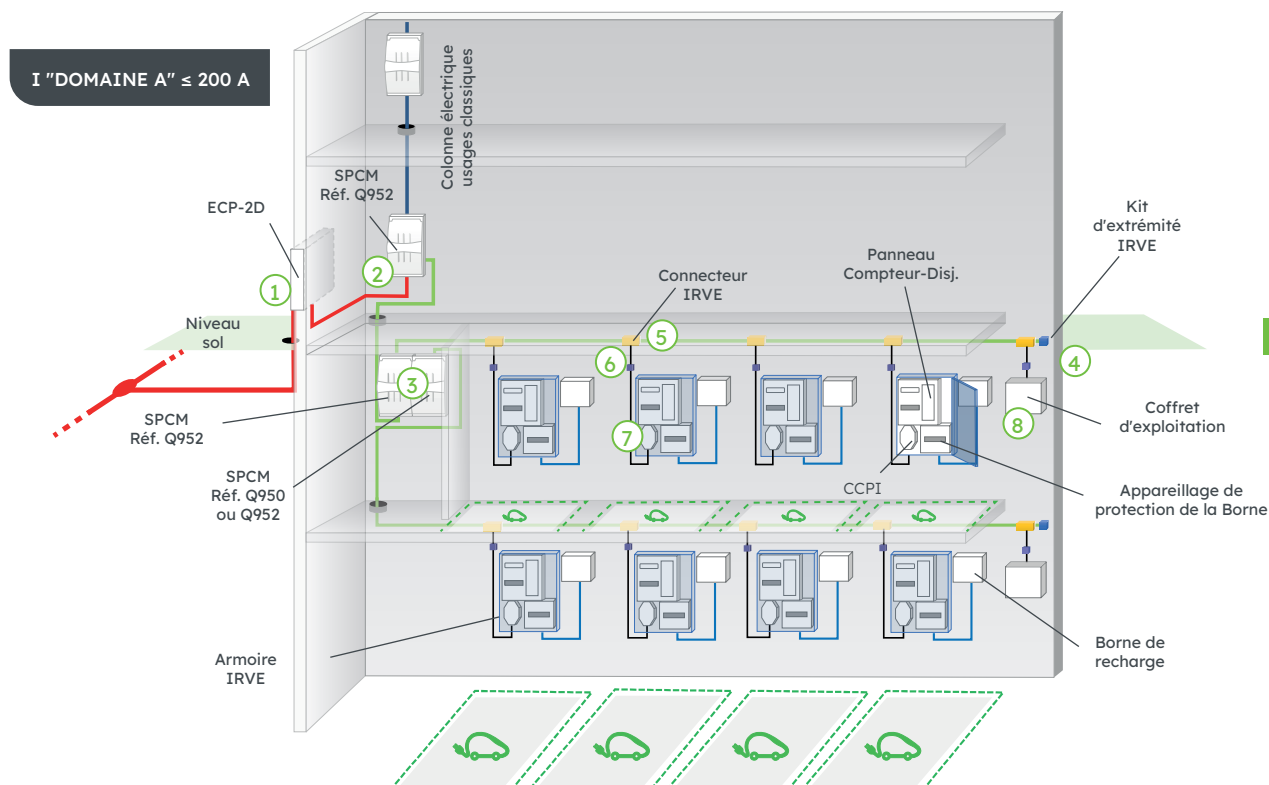 I "DOMAINE A" ≤ 200 A
Colonne électrique
usages classiques
SPCM
Réf. Q952
ECP-2D
Kit
d'extrémité
IRVE
Panneau
Compteur-Disj.
Connecteur
IRVE
1
2
Niveau
sol
5
6
4
3
SPCM
Réf. Q952
7
8
Coffret
d'exploitation
SPCM
Réf. Q950
ou Q952
CCPI
Appareillage de
protection de la Borne
Armoire
IRVE
Borne de
recharge